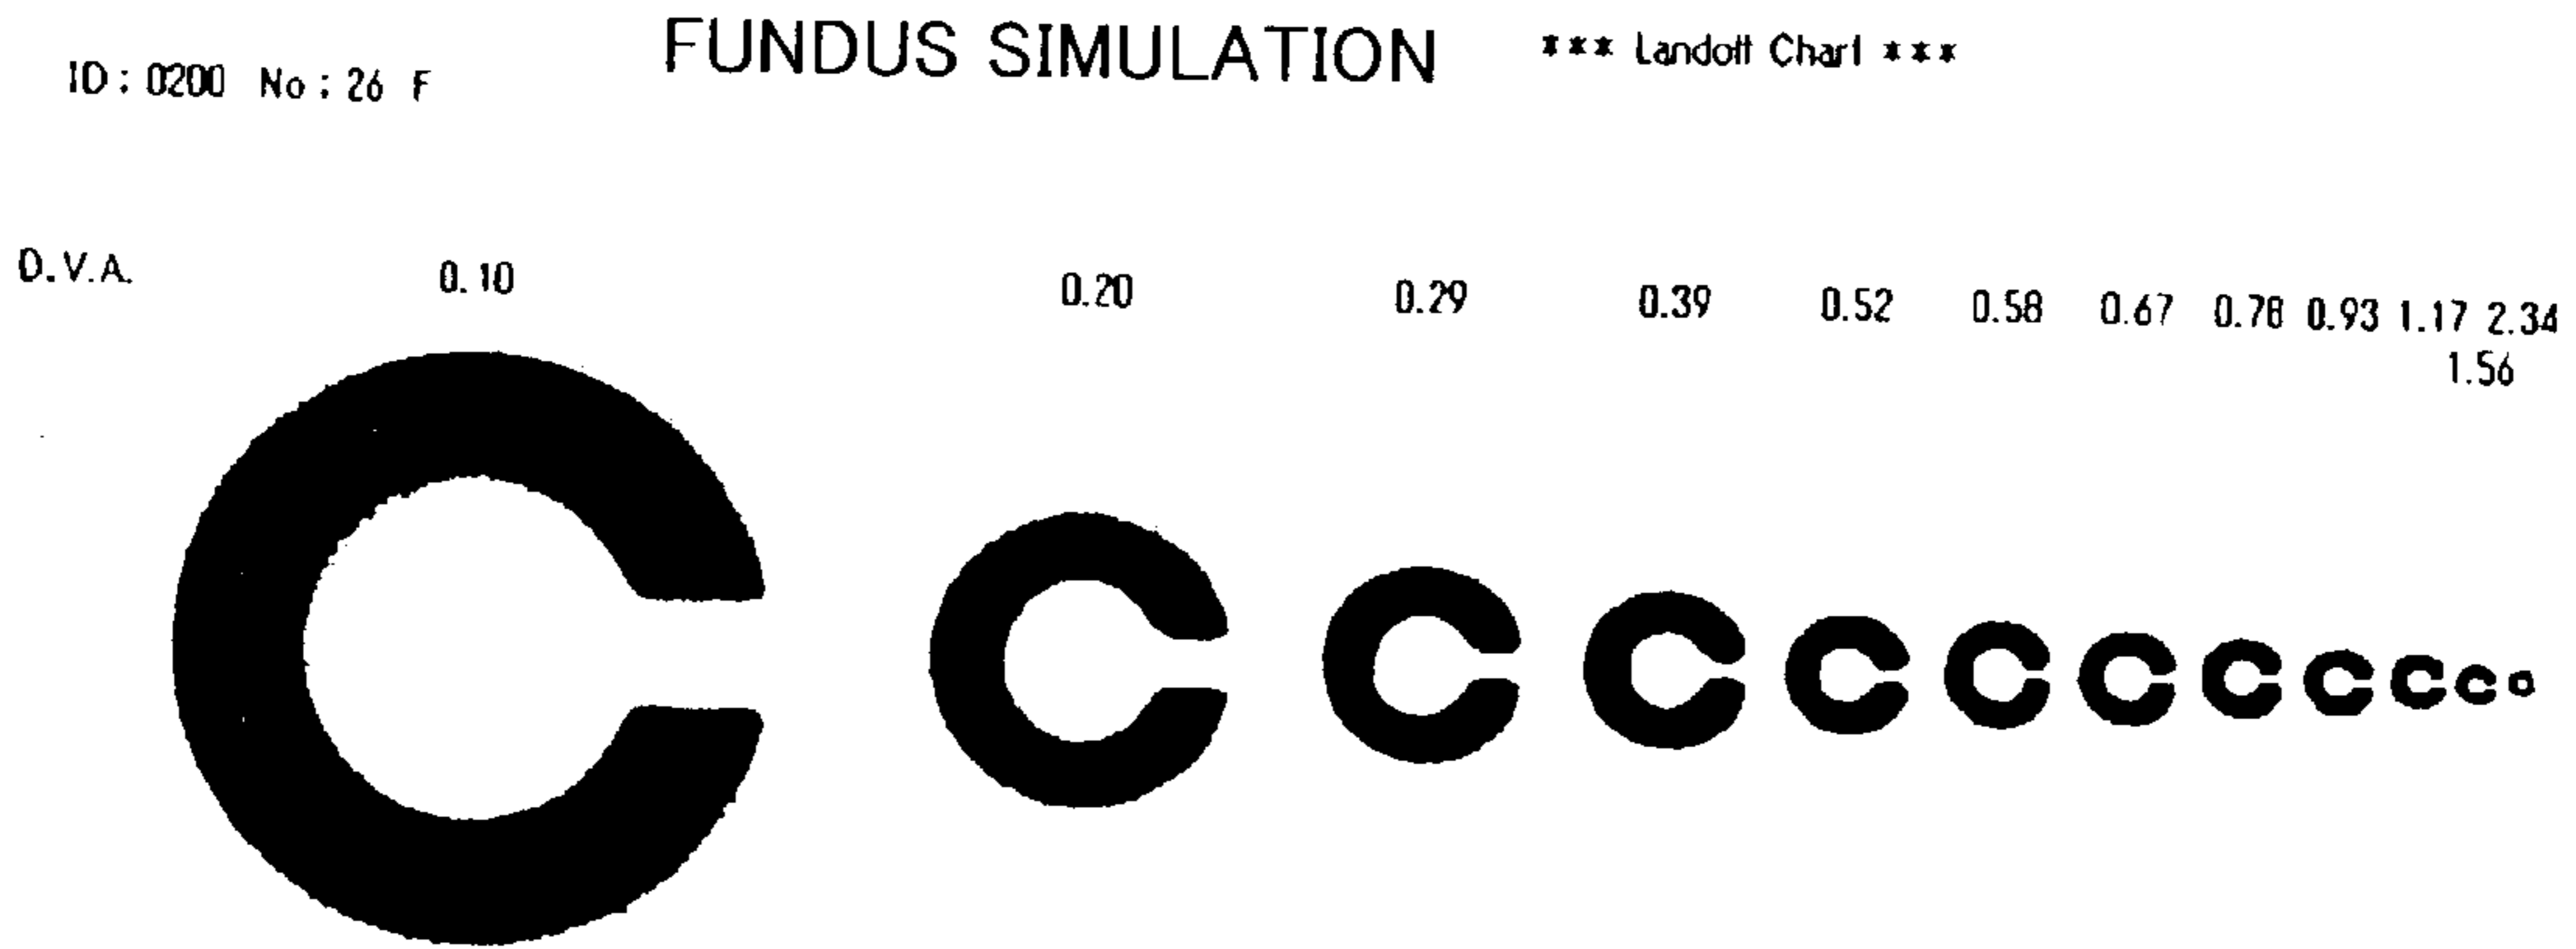 FUNDUS SIMULATION *** Landolt Chart ***
ID: 0200 No: 26 F
D.V.A. 0.10 0.20 0.29 0.39 0.52 0.58 0.67 0.78 0.93 1.17 2.34
1.56